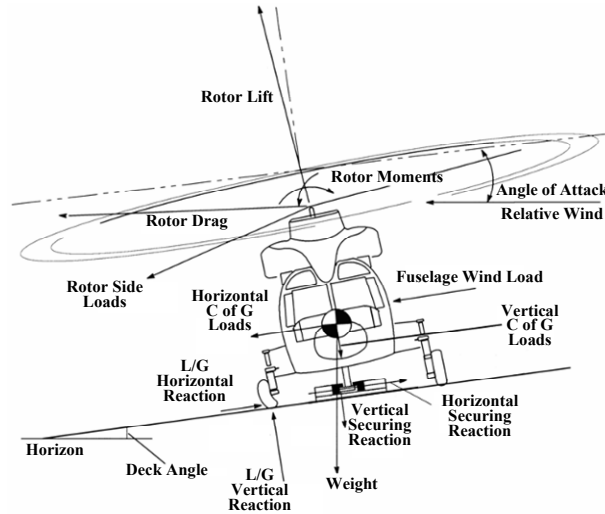 Rotor Lift
Rotor Moments
Angle of Attack
Rotor Drag
Relative Wind
Rotor Side
Loads
Fuselage Wind Load
Horizontal
C of G
Loads
Vertical
C of G
Loads
L/G
Horizontal
Reaction
Horizontal
Securing
Reaction
Vertical
Securing
Reaction
Horizon
Deck Angle
L/G
Vertical
Reaction
Weight